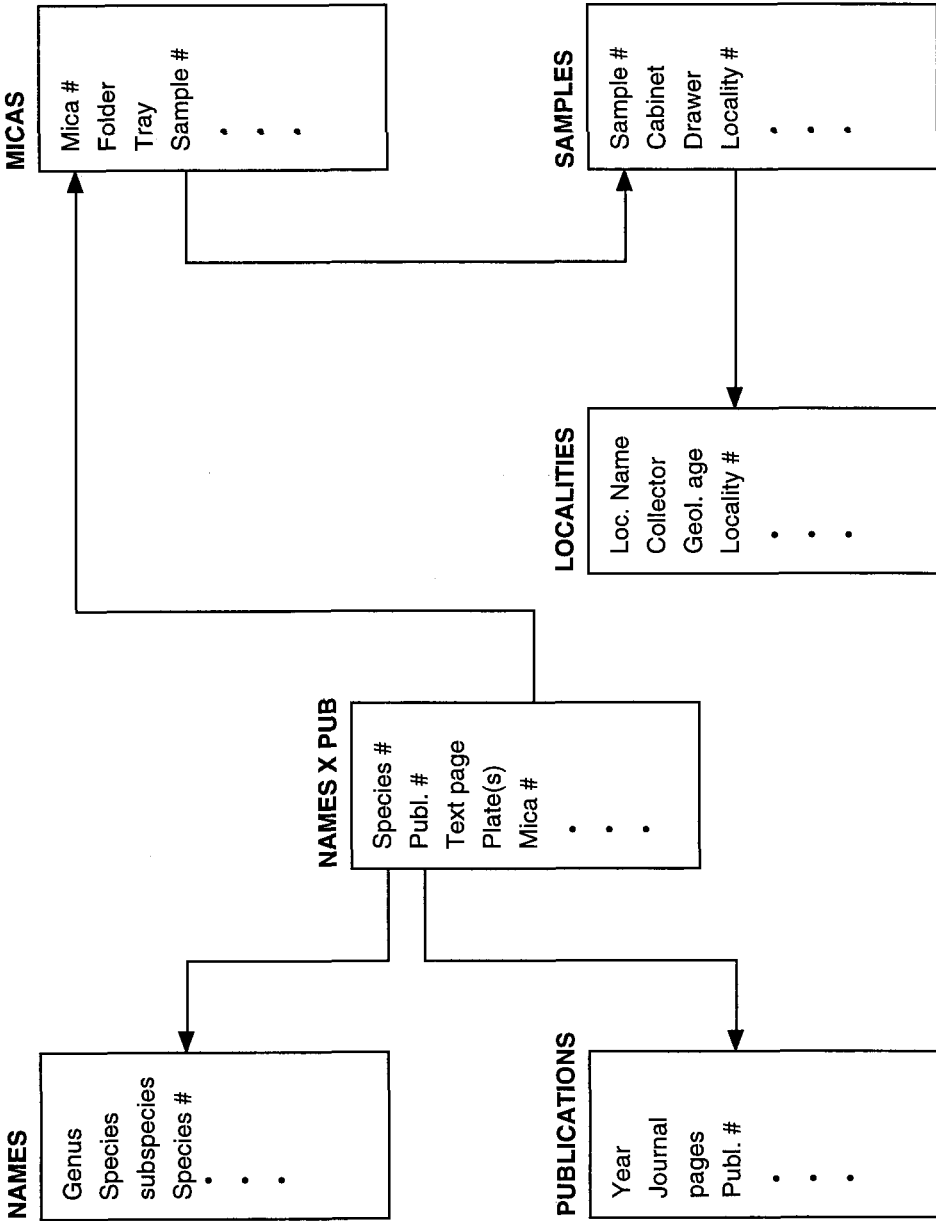 NAMES
Genus
Species
subspecies
Species #
.
.
.
PUBLICATIONS
Year
Journal
pages
Publ. #
.
.
.
NAMES X PUB
Species #
Publ. #
Text page
Plate(s)
Mica #
.
.
.
LOCALITIES
Loc. Name
Collector
Geol. age
Locality #
.
.
.
MICAS
Mica #
Folder
Tray
Sample #
.
.
.
SAMPLES
Sample #
Cabinet
Drawer
Locality #
.
.
.